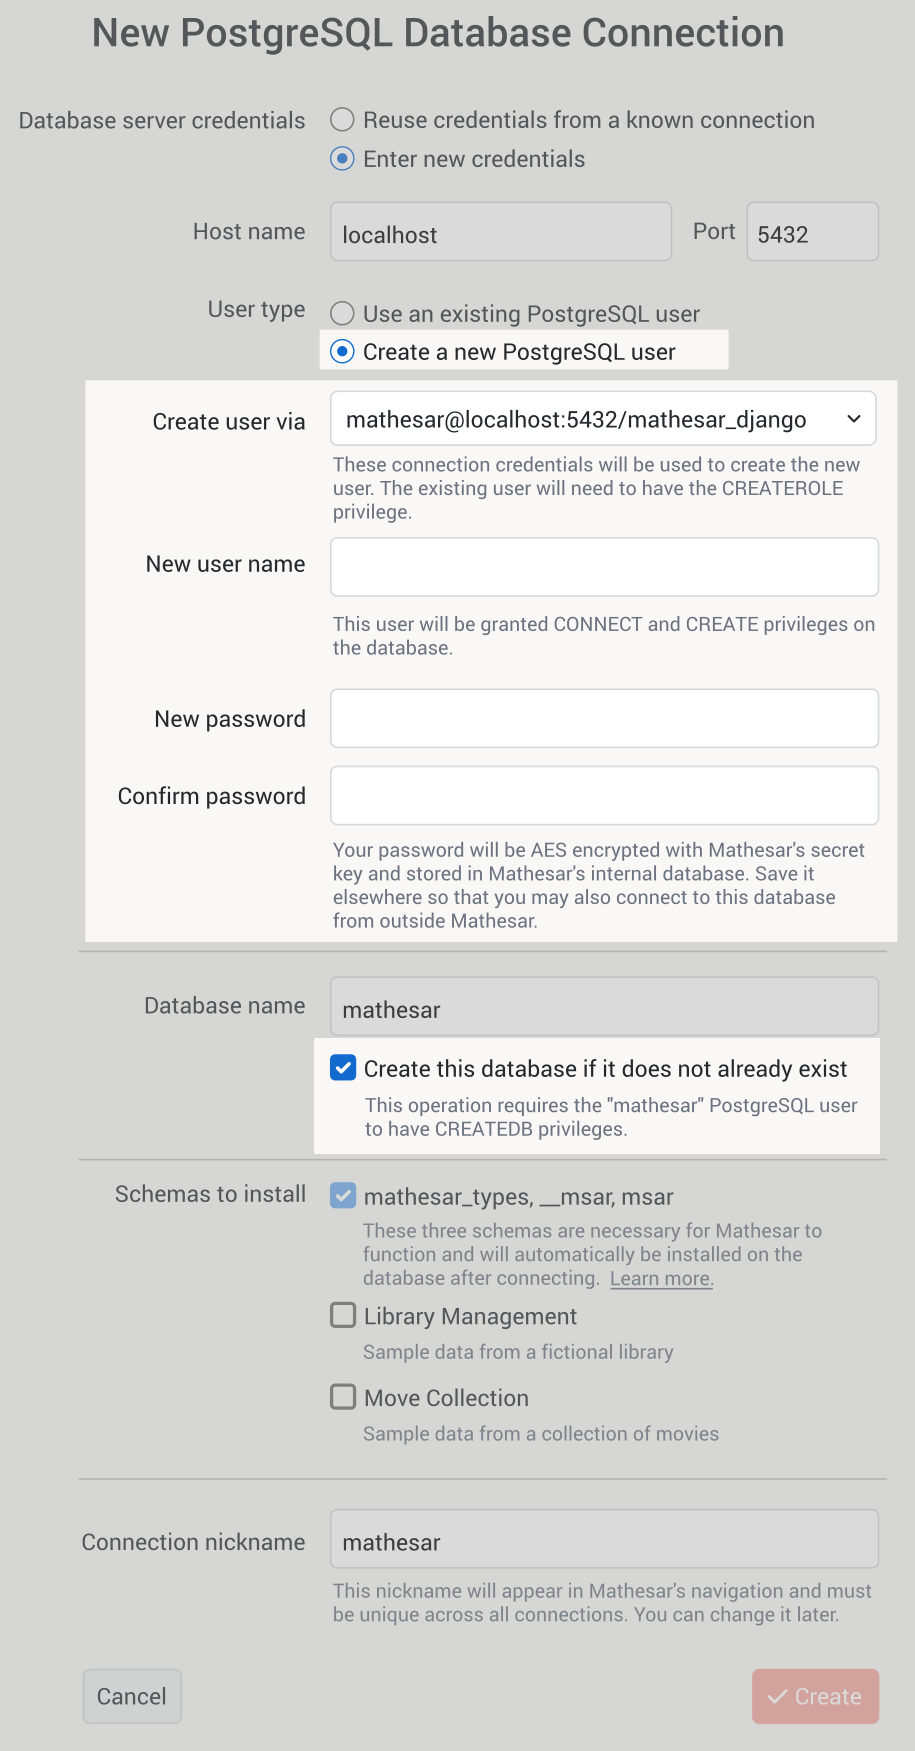 New PostgreSQL Database Connection
Database server credentials
Reuse credentials from a known connection
Enter new credentials
Host name
localhost
Port
5432
User type
Use an existing PostgreSQL user
Create a new PostgreSQL user
Create user via
mathesar@localhost:5432/mathesar_django
These connection credentials will be used to create the new
user. The existing user will need to have the CREATEROLE
privilege.
New user name
This user will be granted CONNECT and CREATE privileges on
the database.
New password
Confirm password
Your password will be AES encrypted with Mathesar's secret
key and stored in Mathesar's internal database. Save it
elsewhere so that you may also connect to this database
from outside Mathesar.
Database name
mathesar
Create this database if it does not already exist
This operation requires the "mathesar" PostgreSQL user
to have CREATEDB privileges.
Schemas to install
mathesar_types, __msar, msar
These three schemas are necessary for Mathesar to
function and will automatically be installed on the
database after connecting. Learn more.
Library Management
Sample data from a fictional library
Move Collection
Sample data from a collection of movies
Connection nickname
mathesar
This nickname will appear in Mathesar's navigation and must
be unique across all connections. You can change it later.
Cancel
Create